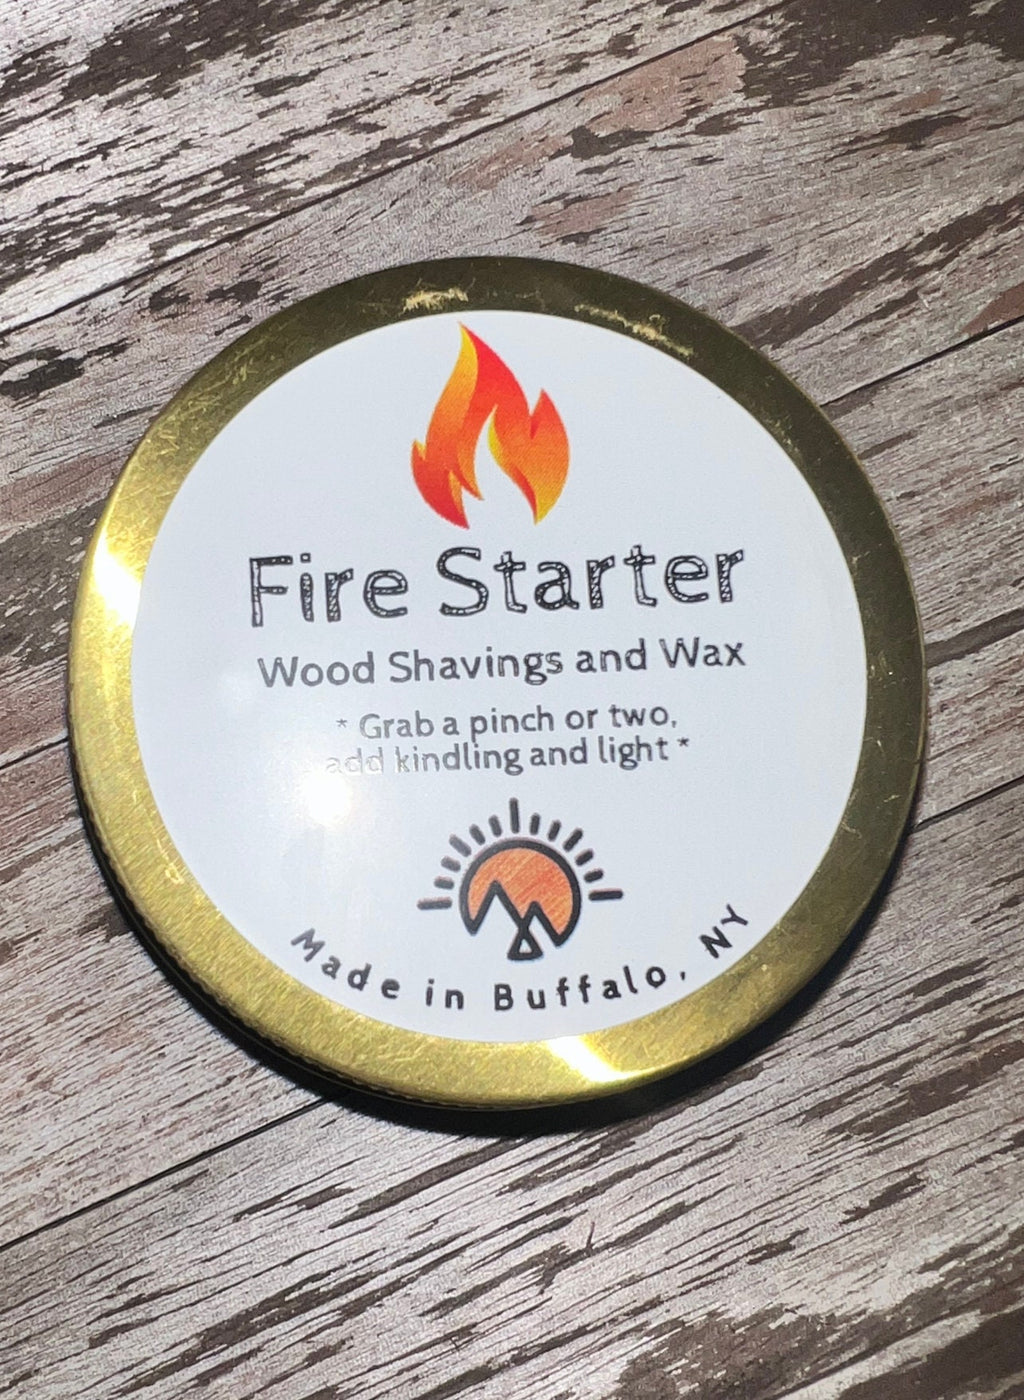 Fire Starter
Wood Shavings and Wax
* Grab a pinch or two,
add kindling and light *
Made in Buffalo, NY